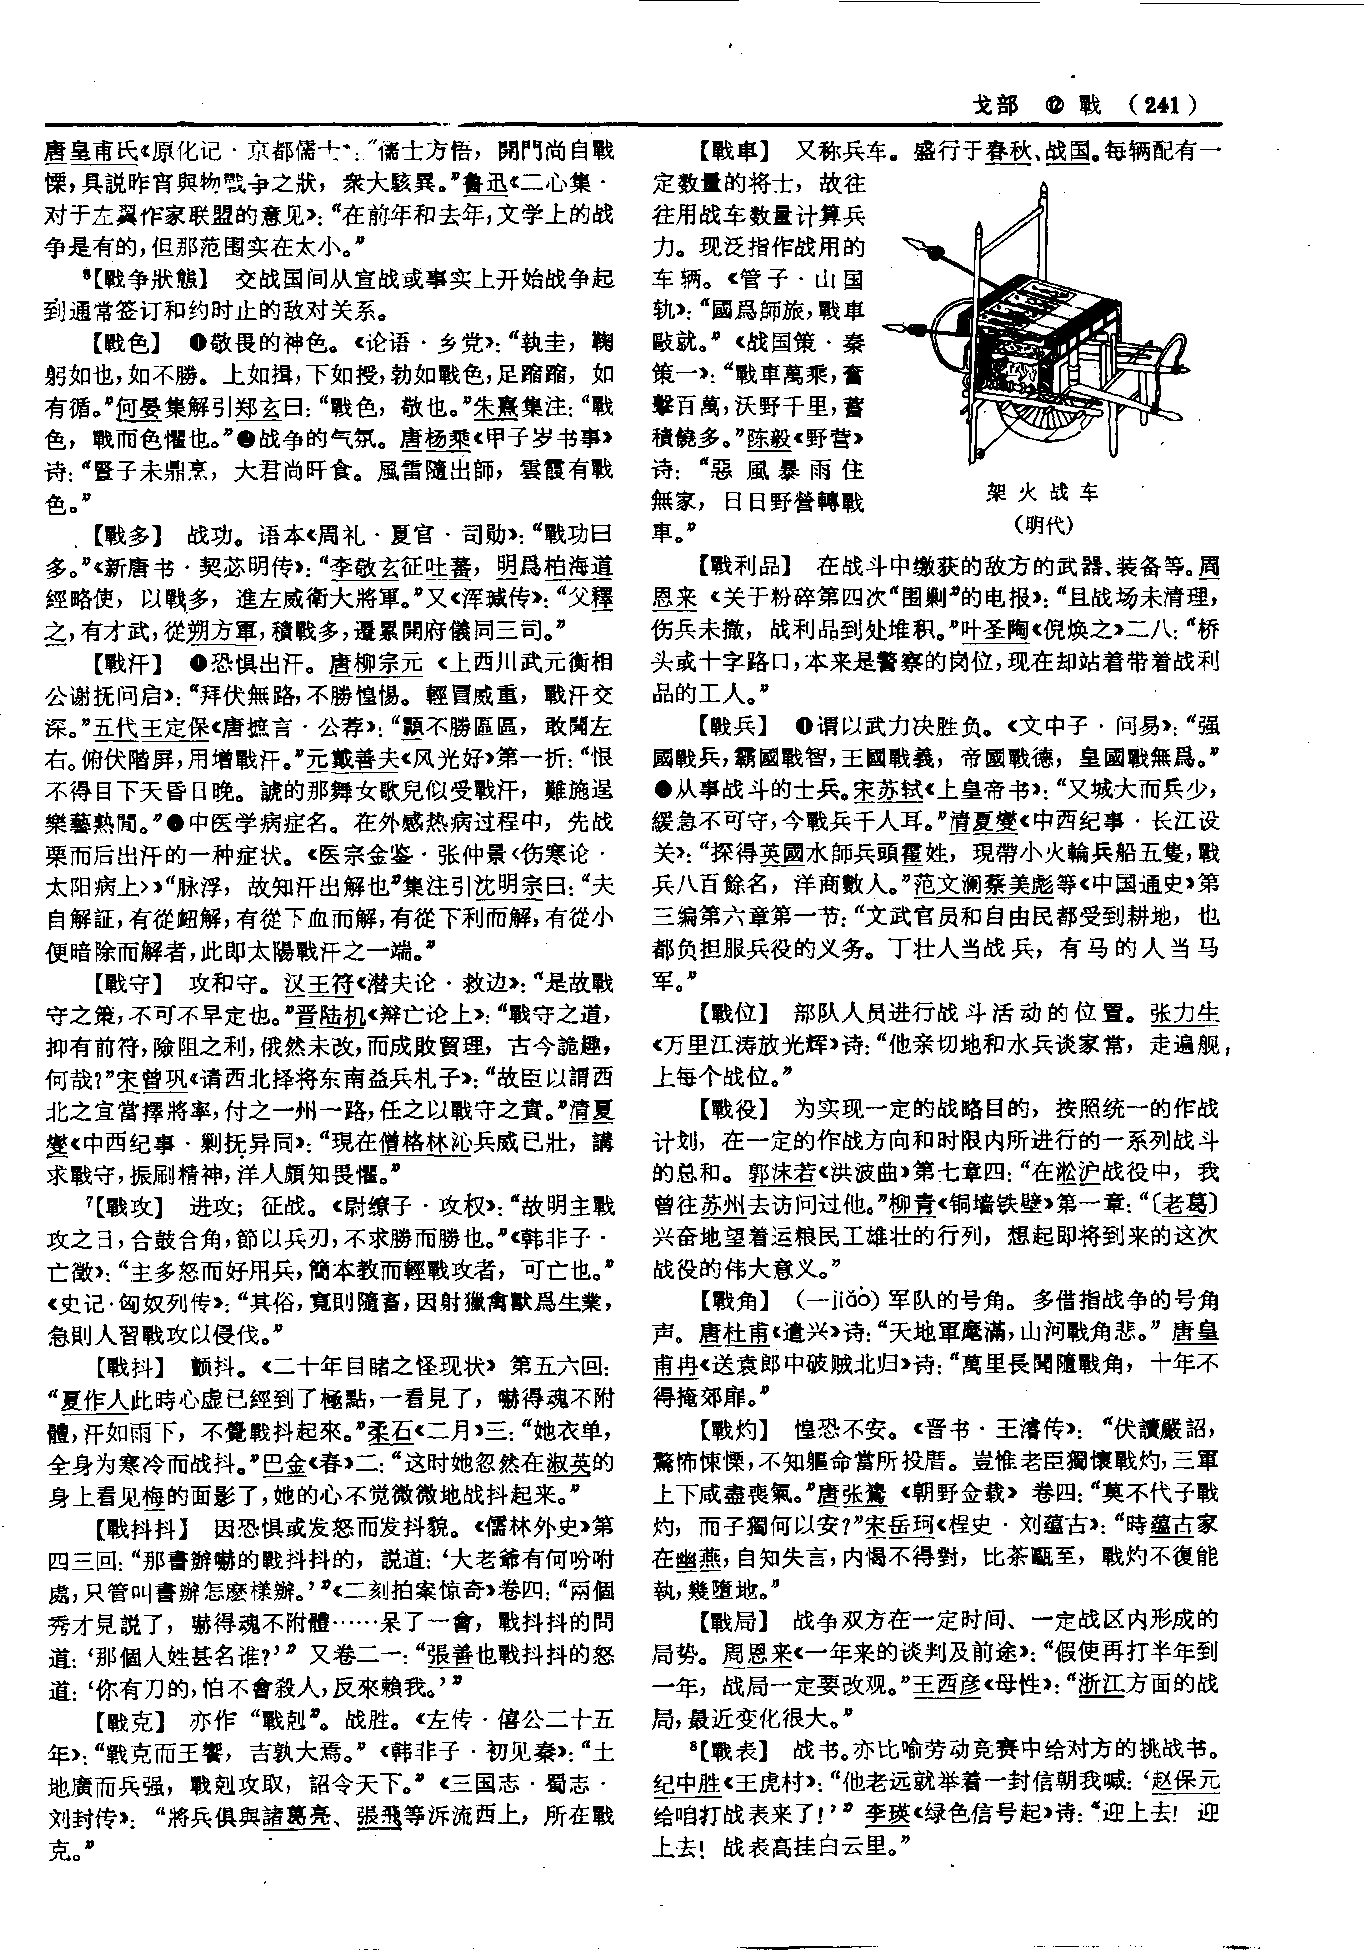 戈部 ⑫ 戰 (241)
唐皇甫氏《原化记·京都儒士》:“儒士方悟，開門尚自戰
慄，具説昨宵與物戰争之狀，衆大駭異。”鲁迅《二心集·
对于左翼作家联盟的意见》:“在前年和去年，文学上的战
争是有的，但那范围实在太小。”
⁸【戰争狀態】 交战国间从宣战或事实上开始战争起
到通常签订和约时止的敌对关系。
【戰色】 ❶敬畏的神色。《论语·乡党》:“执圭，鞠
躬如也，如不勝。上如揖，下如授，勃如戰色，足蹜蹜，如
有循。”何晏集解引郑玄曰:“戰色，敬也。”朱熹集注:“戰
色，戰而色懼也。”❷战争的气氛。唐杨乘《甲子岁书事》
诗:“豎子未鼎烹，大君尚旰食。風雷隨出師，雲霞有戰
色。”
【戰多】 战功。语本《周礼·夏官·司勋》:“戰功曰
多。”《新唐书·契苾明传》:“李敬玄征吐蕃，明爲柏海道
經略使，以戰多，進左威衛大將軍。”又《浑瑊传》:“父釋
之，有才武，從朔方軍，積戰多，遷累開府儀同三司。”
【戰汗】 ❶恐惧出汗。唐柳宗元《上西川武元衡相
公谢抚问启》:“拜伏無路，不勝惶惕。輕冒威重，戰汗交
深。”五代王定保《唐摭言·公荐》:“顗不勝區區，敢聞左
右。俯伏階屏，用增戰汗。”元戴善夫《风光好》第一折:“恨
不得目下天昏日晚。諕的那舞女歌兒似受戰汗，難施逞
樂藝熱鬧。”❷中医学病症名。在外感热病过程中，先战
栗而后出汗的一种症状。《医宗金鉴·张仲景〈伤寒论·
太阳病上〉》“脉浮，故知汗出解也”集注引沈明宗曰:“夫
自解証，有從衄解，有從下血而解，有從下利而解，有從小
便暗除而解者，此即太陽戰汗之一端。”
【戰守】 攻和守。汉王符《潜夫论·救边》:“是故戰
守之策，不可不早定也。”晋陆机《辩亡论上》:“戰守之道，
抑有前符，險阻之利，俄然未改，而成敗貿理，古今詭趣，
何哉?”宋曾巩《请西北择将东南益兵札子》:“故臣以謂西
北之宜當擇將率，付之一州一路，任之以戰守之責。”清夏
燮《中西纪事·剿抚异同》:“現在僧格林沁兵威已壯，講
求戰守，振刷精神，洋人頗知畏懼。”
⁷【戰攻】 进攻；征战。《尉缭子·攻权》:“故明主戰
攻之日，合鼓合角，節以兵刃，不求勝而勝也。”《韩非子·
亡徵》:“主多怒而好用兵，簡本教而輕戰攻者，可亡也。”
《史记·匈奴列传》:“其俗，寬則隨畜，因射獵禽獸爲生業，
急則人習戰攻以侵伐。”
【戰抖】 颤抖。《二十年目睹之怪现状》第五六回:
“夏作人此時心虚已經到了極點，一看見了，嚇得魂不附
體，汗如雨下，不覺戰抖起來。”柔石《二月》三:“她衣单，
全身为寒冷而战抖。”巴金《春》二:“这时她忽然在淑英的
身上看见梅的面影了，她的心不觉微微地战抖起来。”
【戰抖抖】 因恐惧或发怒而发抖貌。《儒林外史》第
四三回:“那書辦嚇的戰抖抖的，説道:‘大老爺有何吩咐
處，只管叫書辦怎麽樣辦。’”《二刻拍案惊奇》卷四:“兩個
秀才見説了，嚇得魂不附體……呆了一會，戰抖抖的問
道:‘那個人姓甚名谁?’”又卷二一:“張善也戰抖抖的怒
道:‘你有刀的，怕不會殺人，反來賴我。’”
【戰克】 亦作“戰剋”。战胜。《左传·僖公二十五
年》:“戰克而王饗，吉孰大焉。”《韩非子·初见秦》:“土
地廣而兵强，戰剋攻取，詔令天下。”《三国志·蜀志·
刘封传》:“將兵俱與諸葛亮、張飛等泝流西上，所在戰
克。”
【戰車】 又称兵车。盛行于春秋、战国。每辆配有一
定数量的将士，故往
往用战车数量计算兵
力。现泛指作战用的
车辆。《管子·山国
轨》:“國爲師旅，戰車
敺就。”《战国策·秦
策一》:“戰車萬乘，奮
擊百萬，沃野千里，蓄
積饒多。”陈毅《野营》
诗:“惡風暴雨住
無家，日日野營轉戰
車。”
架火战车
(明代)
【戰利品】 在战斗中缴获的敌方的武器、装备等。周
恩来《关于粉碎第四次“围剿”的电报》:“且战场未清理，
伤兵未撤，战利品到处堆积。”叶圣陶《倪焕之》二八:“桥
头或十字路口，本来是警察的岗位，现在却站着带着战利
品的工人。”
【戰兵】 ❶谓以武力决胜负。《文中子·问易》:“强
國戰兵，霸國戰智，王國戰義，帝國戰德，皇國戰無爲。”
❷从事战斗的士兵。宋苏轼《上皇帝书》:“又城大而兵少，
緩急不可守，今戰兵千人耳。”清夏燮《中西纪事·长江设
关》:“探得英國水師兵頭霍姓，現帶小火輪兵船五隻，戰
兵八百餘名，洋商數人。”范文澜蔡美彪等《中国通史》第
三编第六章第一节:“文武官员和自由民都受到耕地，也
都负担服兵役的义务。丁壮人当战兵，有马的人当马
军。”
【戰位】 部队人员进行战斗活动的位置。张力生
《万里江涛放光辉》诗:“他亲切地和水兵谈家常，走遍舰
上每个战位。”
【戰役】 为实现一定的战略目的，按照统一的作战
计划，在一定的作战方向和时限内所进行的一系列战斗
的总和。郭沫若《洪波曲》第七章四:“在淞沪战役中，我
曾往苏州去访问过他。”柳青《铜墙铁壁》第一章:“〔老葛〕
兴奋地望着运粮民工雄壮的行列，想起即将到来的这次
战役的伟大意义。”
【戰角】 (一jiǎo)军队的号角。多借指战争的号角
声。唐杜甫《遣兴》诗:“天地軍麾滿，山河戰角悲。”唐皇
甫冉《送袁郎中破贼北归》诗:“萬里長聞隨戰角，十年不
得掩郊扉。”
【戰灼】 惶恐不安。《晋书·王濬传》:“伏讀嚴詔，
驚怖悚慄，不知軀命當所投厝。豈惟老臣獨懷戰灼，三軍
上下咸盡喪氣。”唐张鷟《朝野佥载》卷四:“莫不代子戰
灼，而子獨何以安?”宋岳珂《桯史·刘蕴古》:“時蘊古家
在幽燕，自知失言，内愒不得對，比茶甌至，戰灼不復能
執，幾墮地。”
【戰局】 战争双方在一定时间、一定战区内形成的
局势。周恩来《一年来的谈判及前途》:“假使再打半年到
一年，战局一定要改观。”王西彦《母性》:“浙江方面的战
局，最近变化很大。”
⁸【戰表】 战书。亦比喻劳动竞赛中给对方的挑战书。
纪中胜《王虎村》:“他老远就举着一封信朝我喊:‘赵保元
给咱打战表来了!’”李瑛《绿色信号起》诗:“迎上去! 迎
上去! 战表高挂白云里。”